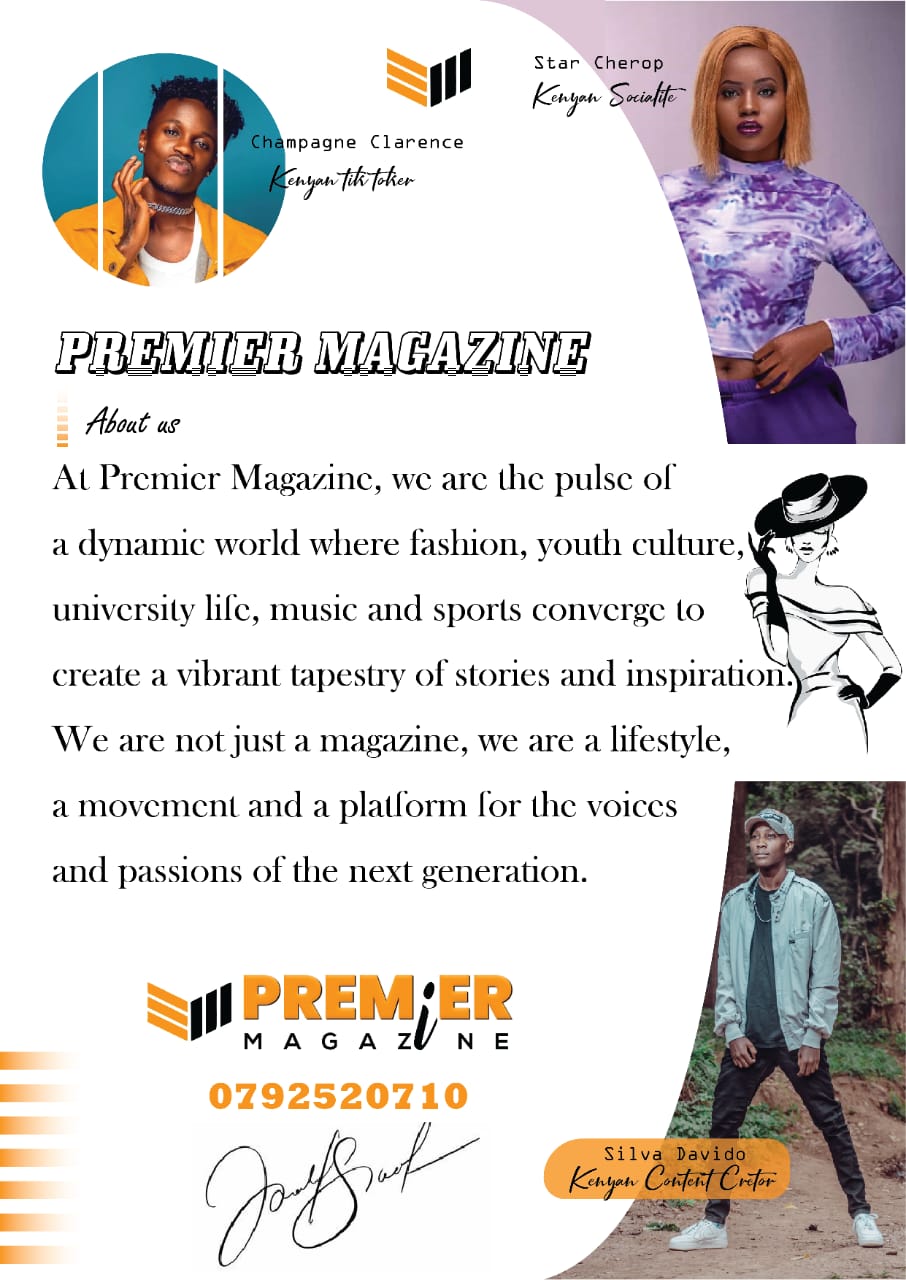 Star Cherop
Kenyan Socialite
Champagne Clarence
Kenyan tik toker
PREMIER MAGAZINE
About us
At Premier Magazine, we are the pulse of
a dynamic world where fashion, youth culture,
university life, music and sports converge to
create a vibrant tapestry of stories and inspiration.
We are not just a magazine, we are a lifestyle,
a movement and a platform for the voices
and passions of the next generation.
PREMiER
MAGAZiNE
0792520710
Silva Davido
Kenyan Content Cretor